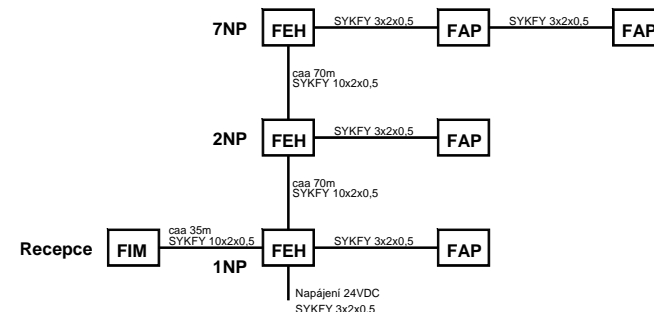 7NP FEH SYKFY 3x2x0,5 FAP SYKFY 3x2x0,5 FAP
caa 70m
SYKFY 10x2x0,5
2NP FEH SYKFY 3x2x0,5 FAP
caa 70m
SYKFY 10x2x0,5
caa 35m
Recepce FIM SYKFY 10x2x0,5 FEH SYKFY 3x2x0,5 FAP
1NP
Napájení 24VDC
SYKFY 3x2x0,5